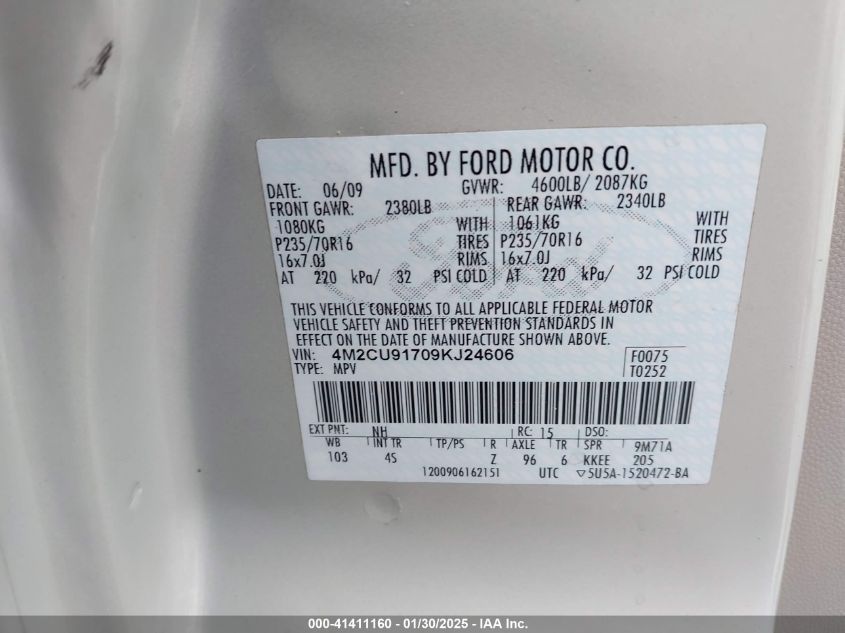 MFD. BY FORD MOTOR CO.
DATE: 06/09 GVWR: 4600LB/ 2087KG
FRONT GAWR: 2380LB REAR GAWR: 2340LB
1080KG WITH 1061KG WITH
P235/70R16 TIRES P235/70R16 TIRES
16x7.0J RIMS 16x7.0J RIMS
AT 220 kPa/ 32 PSI COLD AT 220 kPa/ 32 PSI COLD
Ford
THIS VEHICLE CONFORMS TO ALL APPLICABLE FEDERAL MOTOR
VEHICLE SAFETY AND THEFT PREVENTION STANDARDS IN
EFFECT ON THE DATE OF MANUFACTURE SHOWN ABOVE.
VIN: 4M2CU91709KJ24606 F0075
TYPE: MPV T0252
EXT PNT: NH RC: 15 DSO:
WB INT TR TP/PS R AXLE TR SPR 9M71A
103 4S Z 96 6 KKEE 205
1200906162151 UTC ▽5U5A-1520472-BA
000-41411160 - 01/30/2025 - IAA Inc.